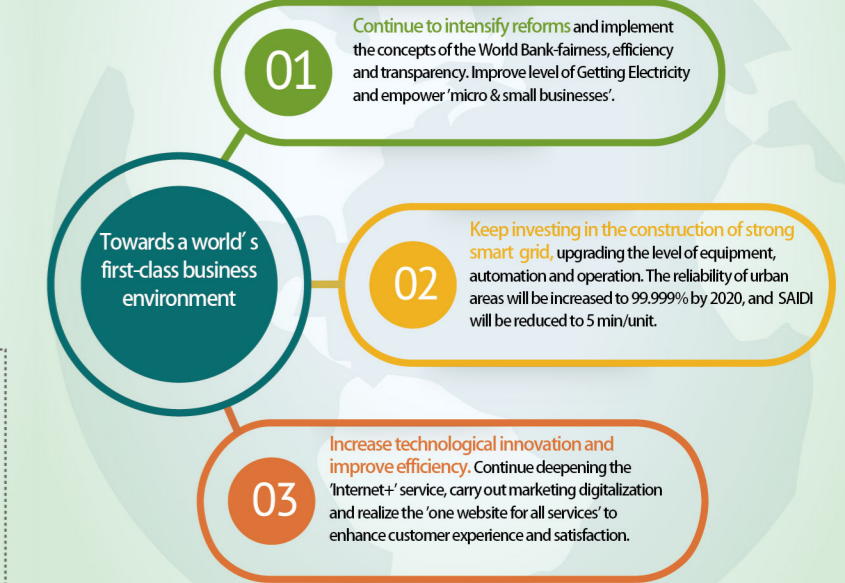 01
Continue to intensify reforms and implement
the concepts of the World Bank-fairness, efficiency
and transparency. Improve level of Getting Electricity
and empower 'micro & small businesses'.
Towards a world's
first-class business
environment
02
Keep investing in the construction of strong
smart grid, upgrading the level of equipment,
automation and operation. The reliability of urban
areas will be increased to 99.999% by 2020, and SAIDI
will be reduced to 5 min/unit.
03
Increase technological innovation and
improve efficiency. Continue deepening the
'Internet+' service, carry out marketing digitalization
and realize the 'one website for all services' to
enhance customer experience and satisfaction.